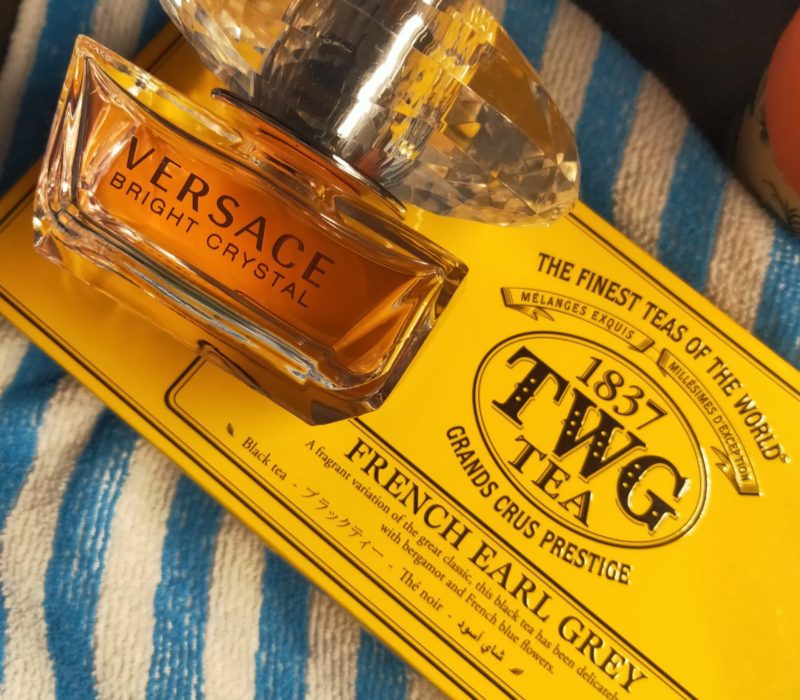 VERSACE
BRIGHT CRYSTAL
THE FINEST TEAS OF THE WORLD
MÉLANGES EXQUIS
MILLÉSIMES D'EXCEPTION
1837
TWG
TEA
GRANDS CRUS PRESTIGE
FRENCH EARL GREY
A fragrant variation of the great classic, this black tea has been
with bergamot and French blue flowers.
Black tea - ブラックティー - Thé noir - شاي أسود